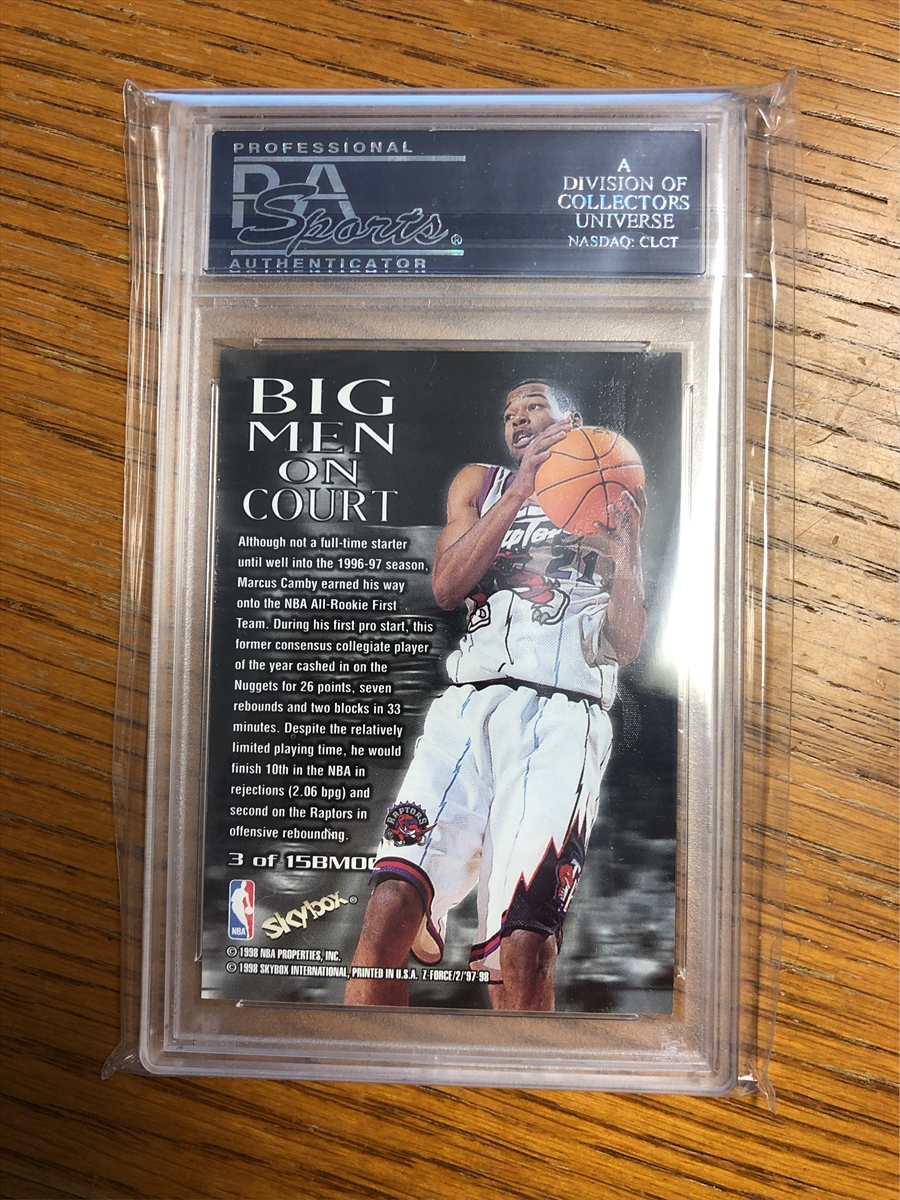 PROFESSIONAL
PSA
Sports®
AUTHENTICATOR
A
DIVISION OF
COLLECTORS
UNIVERSE
NASDAQ: CLCT
BIG
MEN
ON
COURT
Although not a full-time starter
until well into the 1996-97 season,
Marcus Camby earned his way
onto the NBA All-Rookie First
Team. During his first pro start, this
former consensus collegiate player
of the year cashed in on the
Nuggets for 26 points, seven
rebounds and two blocks in 33
minutes. Despite the relatively
limited playing time, he would
finish 10th in the NBA in
rejections (2.06 bpg) and
second on the Raptors in
offensive rebounding.
3 of 15BMOC
NBA
skybox®
© 1998 NBA PROPERTIES, INC.
© 1998 SKYBOX INTERNATIONAL, PRINTED IN U.S.A. Z-FORCE/2/'97-98
RAPTORS
21